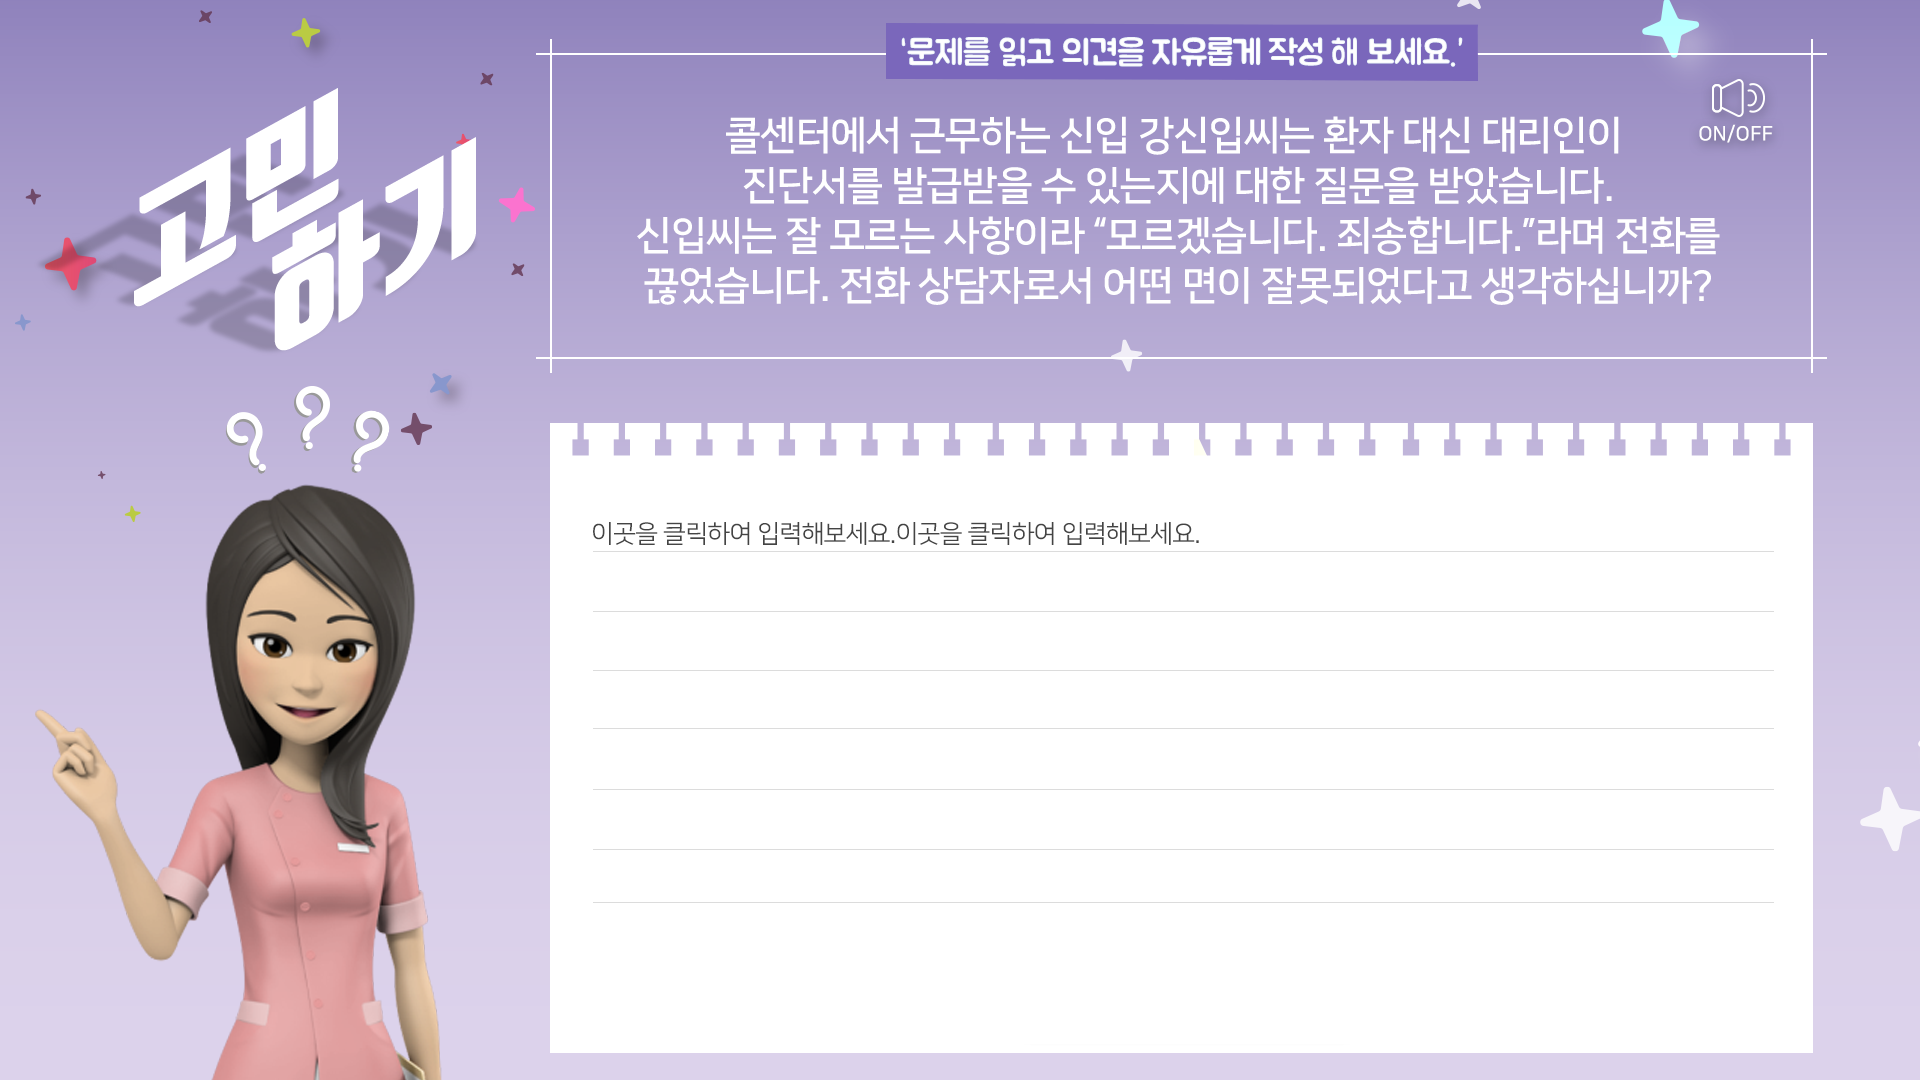 고민
하기
? ? ?
‘문제를 읽고 의견을 자유롭게 작성 해 보세요.’
ON/OFF
콜센터에서 근무하는 신입 강신입씨는 환자 대신 대리인이
진단서를 발급받을 수 있는지에 대한 질문을 받았습니다.
신입씨는 잘 모르는 사항이라 “모르겠습니다. 죄송합니다.”라며 전화를
끊었습니다. 전화 상담자로서 어떤 면이 잘못되었다고 생각하십니까?
이곳을 클릭하여 입력해보세요.이곳을 클릭하여 입력해보세요.